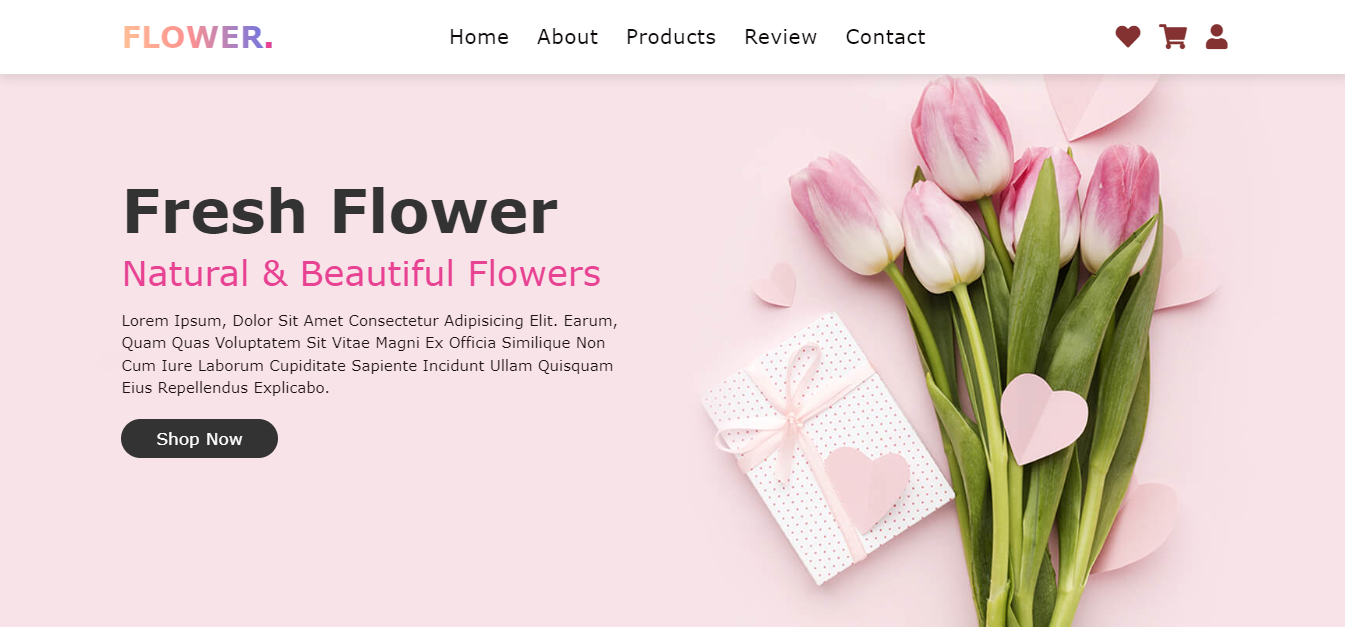 FLOWER.
Home About Products Review Contact
Fresh Flower
Natural & Beautiful Flowers
Lorem Ipsum, Dolor Sit Amet Consectetur Adipisicing Elit. Earum,
Quam Quas Voluptatem Sit Vitae Magni Ex Officia Similique Non
Cum Iure Laborum Cupiditate Sapiente Incidunt Ullam Quisquam
Eius Repellendus Explicabo.
Shop Now